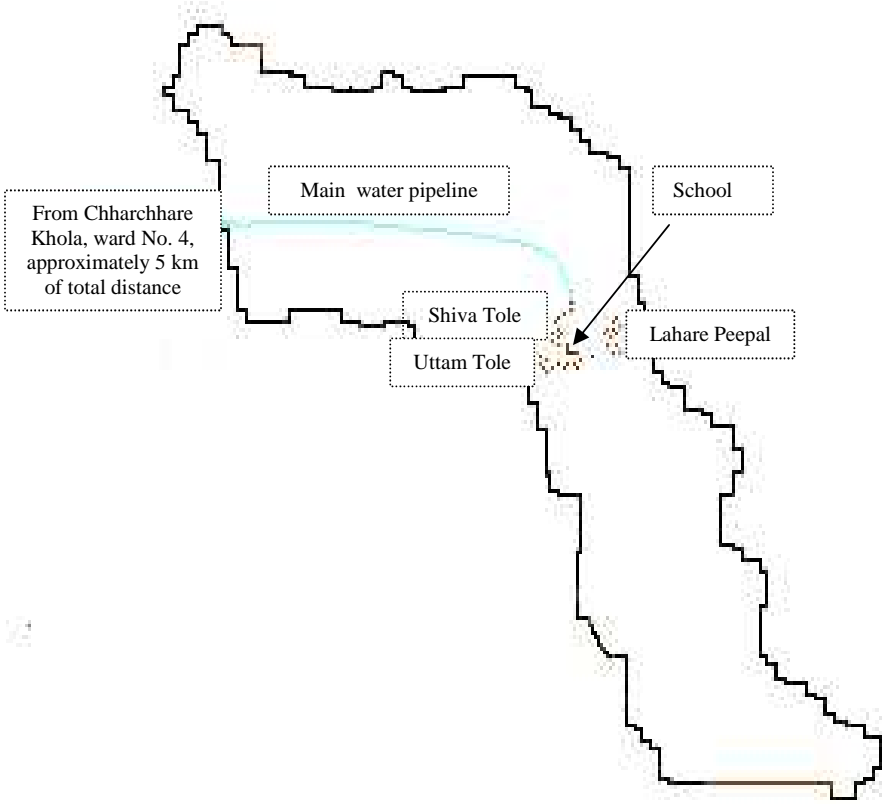 Main water pipeline
School
From Chharchhare
Khola, ward No. 4,
approximately 5 km
of total distance
Shiva Tole
Lahare Peepal
Uttam Tole